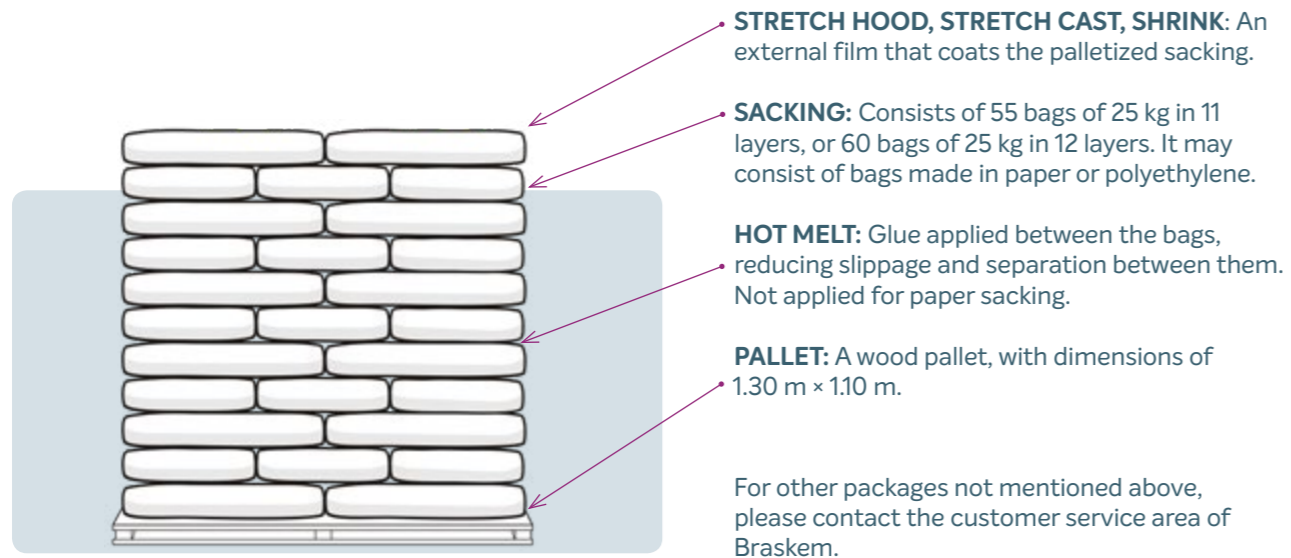 STRETCH HOOD, STRETCH CAST, SHRINK: An
external film that coats the palletized sacking.
SACKING: Consists of 55 bags of 25 kg in 11
layers, or 60 bags of 25 kg in 12 layers. It may
consist of bags made in paper or polyethylene.
HOT MELT: Glue applied between the bags,
reducing slippage and separation between them.
Not applied for paper sacking.
PALLET: A wood pallet, with dimensions of
1.30 m × 1.10 m.
For other packages not mentioned above,
please contact the customer service area of
Braskem.